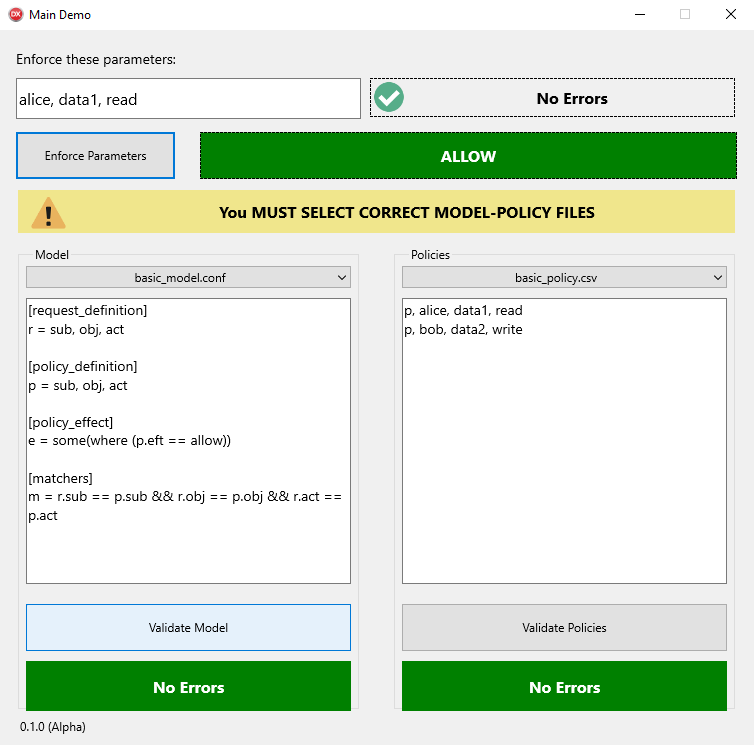 DX Main Demo
Enforce these parameters:
alice, data1, read
No Errors
Enforce Parameters
ALLOW
You MUST SELECT CORRECT MODEL-POLICY FILES
Model
basic_model.conf
[request_definition]
r = sub, obj, act
[policy_definition]
p = sub, obj, act
[policy_effect]
e = some(where (p.eft == allow))
[matchers]
m = r.sub == p.sub && r.obj == p.obj && r.act ==
p.act
Validate Model
No Errors
Policies
basic_policy.csv
p, alice, data1, read
p, bob, data2, write
Validate Policies
No Errors
0.1.0 (Alpha)